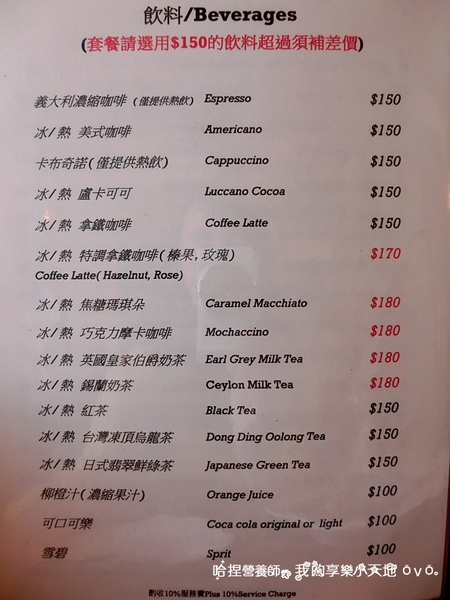 飲料/Beverages
(套餐請選用$150的飲料超過須補差價)
義大利濃縮咖啡 (僅提供熱飲) Espresso $150
冰/熱 美式咖啡 Americano $150
卡布奇諾(僅提供熱飲) Cappuccino $150
冰/熱 盧卡可可 Luccano Cocoa $150
冰/熱 拿鐵咖啡 Coffee Latte $150
冰/熱 特調拿鐵咖啡(榛果,玫瑰) $170
Coffee Latte( Hazelnut, Rose)
冰/熱 焦糖瑪琪朵 Caramel Macchiato $180
冰/熱 巧克力摩卡咖啡 Mochaccino $180
冰/熱 英國皇家伯爵奶茶 Earl Grey Milk Tea $180
冰/熱 錫蘭奶茶 Ceylon Milk Tea $180
冰/熱 紅茶 Black Tea $150
冰/熱 台灣凍頂烏龍茶 Dong Ding Oolong Tea $150
冰/熱 日式翡翠鮮綠茶 Japanese Green Tea $150
柳橙汁(濃縮果汁) Orange Juice $100
可口可樂 Coca cola original or light $100
雪碧 Sprit $100
哈捏營養師 我的享樂小天地 ovo
酌收10%服務費Plus 10%Service Charge